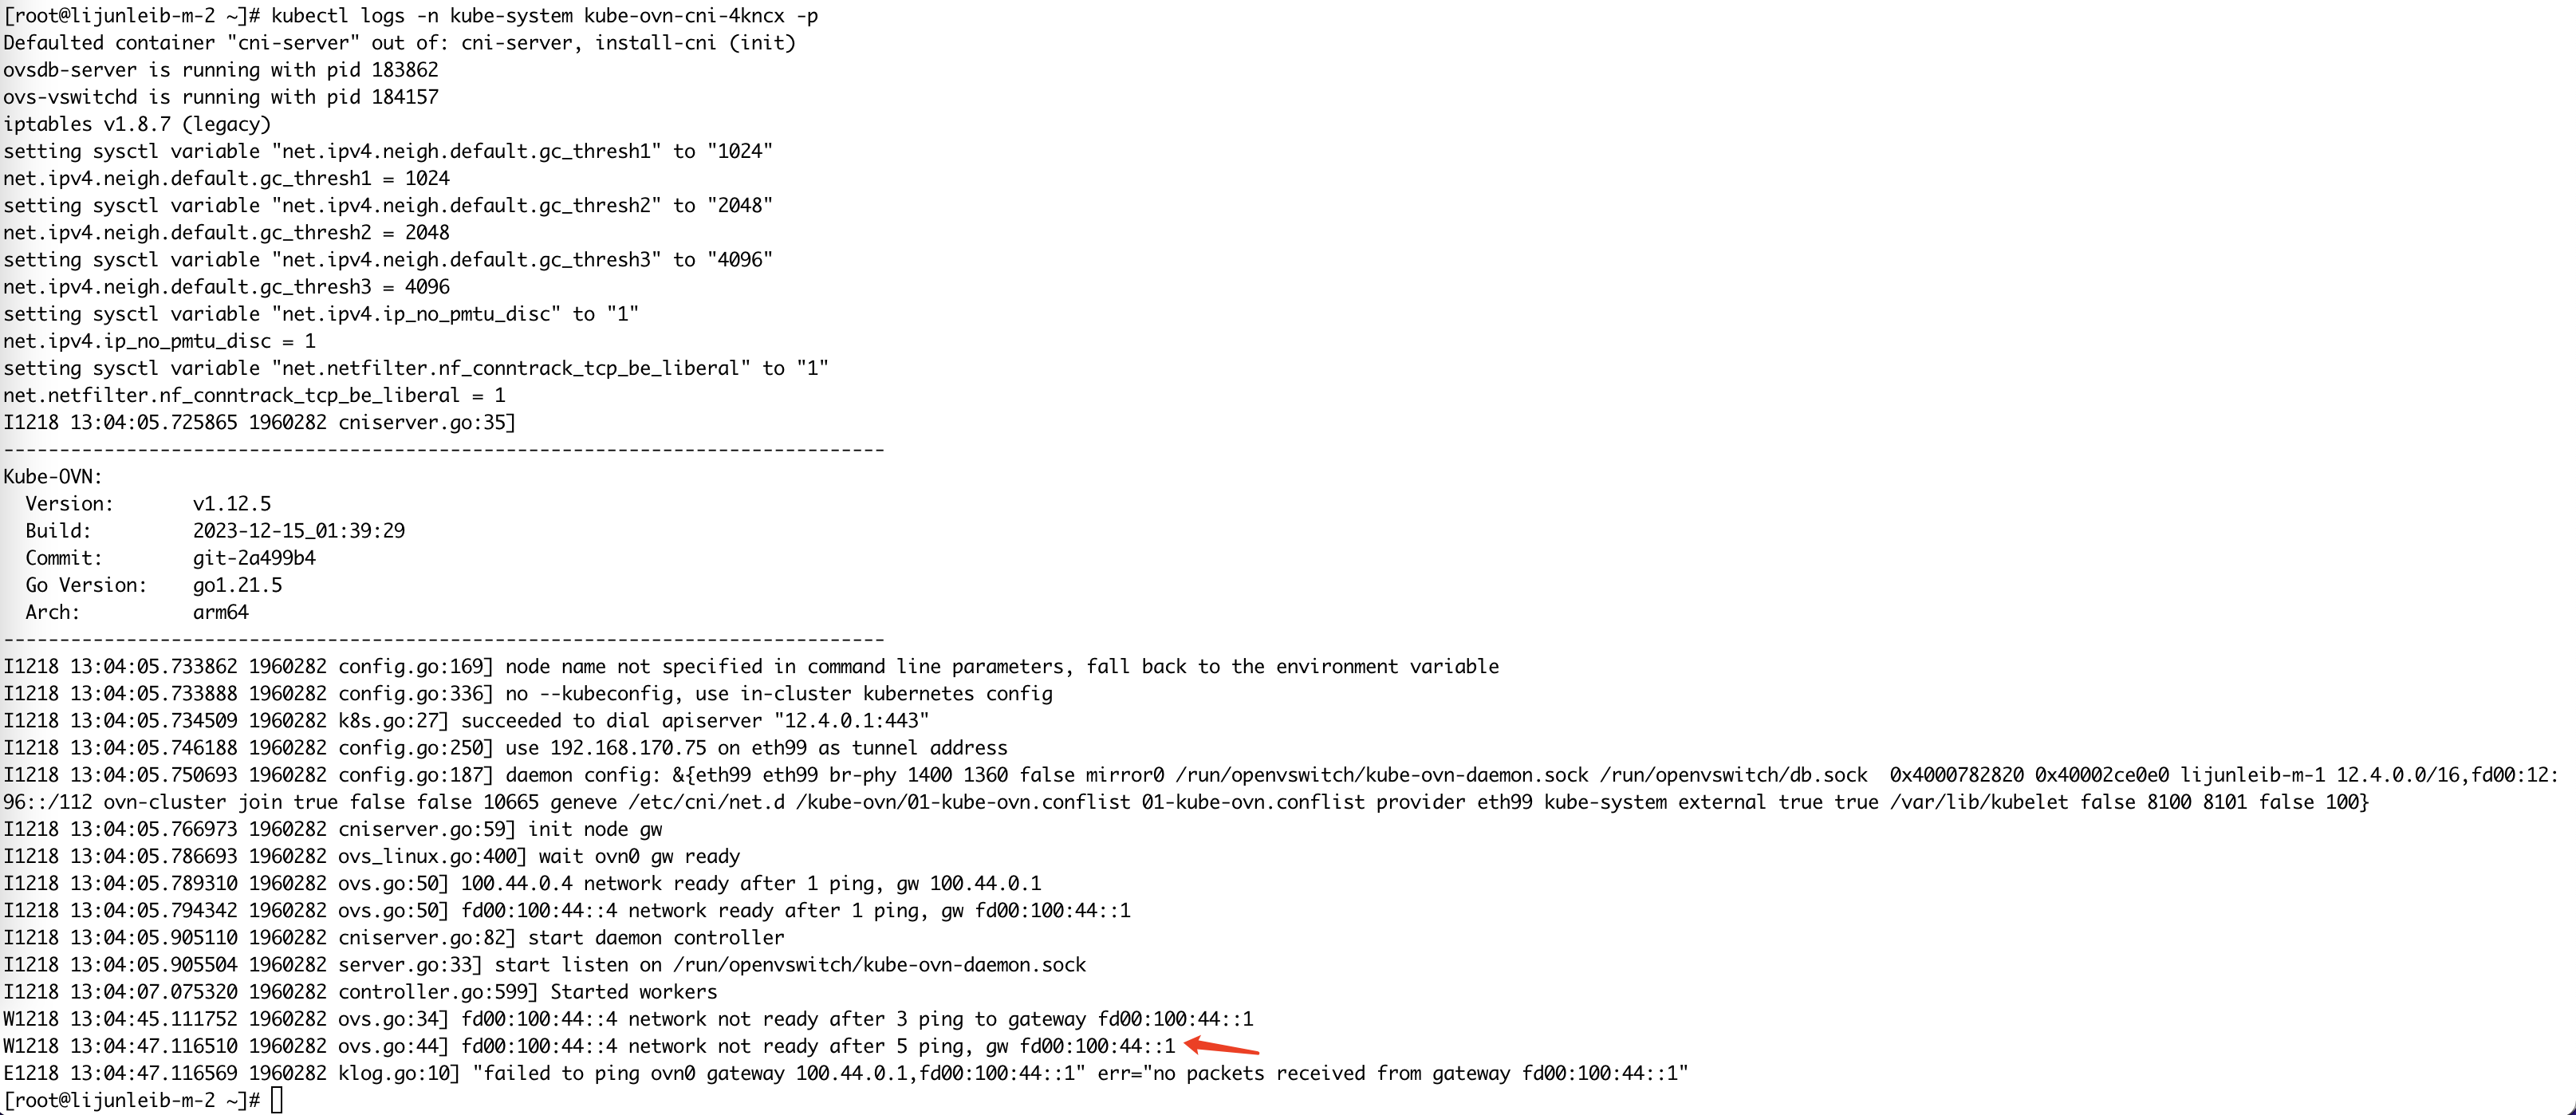 [root@lijunleib-m-2 ~]# kubectl logs -n kube-system kube-ovn-cni-4kncx -p
Defaulted container "cni-server" out of: cni-server, install-cni (init)
ovsdb-server is running with pid 183862
ovs-vswitchd is running with pid 184157
iptables v1.8.7 (legacy)
setting sysctl variable "net.ipv4.neigh.default.gc_thresh1" to "1024"
net.ipv4.neigh.default.gc_thresh1 = 1024
setting sysctl variable "net.ipv4.neigh.default.gc_thresh2" to "2048"
net.ipv4.neigh.default.gc_thresh2 = 2048
setting sysctl variable "net.ipv4.neigh.default.gc_thresh3" to "4096"
net.ipv4.neigh.default.gc_thresh3 = 4096
setting sysctl variable "net.ipv4.ip_no_pmtu_disc" to "1"
net.ipv4.ip_no_pmtu_disc = 1
setting sysctl variable "net.netfilter.nf_conntrack_tcp_be_liberal" to "1"
net.netfilter.nf_conntrack_tcp_be_liberal = 1
I1218 13:04:05.725865 1960282 cniserver.go:35]
-------------------------------------------------------------------------------
Kube-OVN:
  Version:       v1.12.5
  Build:         2023-12-15_01:39:29
  Commit:        git-2a499b4
  Go Version:    go1.21.5
  Arch:          arm64
-------------------------------------------------------------------------------
I1218 13:04:05.733862 1960282 config.go:169] node name not specified in command line parameters, fall back to the environment variable
I1218 13:04:05.733888 1960282 config.go:336] no --kubeconfig, use in-cluster kubernetes config
I1218 13:04:05.734509 1960282 k8s.go:27] succeeded to dial apiserver "12.4.0.1:443"
I1218 13:04:05.746188 1960282 config.go:250] use 192.168.170.75 on eth99 as tunnel address
I1218 13:04:05.750693 1960282 config.go:187] daemon config: &{eth99 eth99 br-phy 1400 1360 false mirror0 /run/openvswitch/kube-ovn-daemon.sock /run/openvswitch/db.sock  0x4000782820 0x40002ce0e0 lijunleib-m-1 12.4.0.0/16,fd00:12:
96::/112 ovn-cluster join true false false 10665 geneve /etc/cni/net.d /kube-ovn/01-kube-ovn.conflist 01-kube-ovn.conflist provider eth99 kube-system external true true /var/lib/kubelet false 8100 8101 false 100}
I1218 13:04:05.766973 1960282 cniserver.go:59] init node gw
I1218 13:04:05.786693 1960282 ovs_linux.go:400] wait ovn0 gw ready
I1218 13:04:05.789310 1960282 ovs.go:50] 100.44.0.4 network ready after 1 ping, gw 100.44.0.1
I1218 13:04:05.794342 1960282 ovs.go:50] fd00:100:44::4 network ready after 1 ping, gw fd00:100:44::1
I1218 13:04:05.905110 1960282 cniserver.go:82] start daemon controller
I1218 13:04:05.905504 1960282 server.go:33] start listen on /run/openvswitch/kube-ovn-daemon.sock
I1218 13:04:07.075320 1960282 controller.go:599] Started workers
W1218 13:04:45.111752 1960282 ovs.go:34] fd00:100:44::4 network not ready after 3 ping to gateway fd00:100:44::1
W1218 13:04:47.116510 1960282 ovs.go:44] fd00:100:44::4 network not ready after 5 ping, gw fd00:100:44::1
E1218 13:04:47.116569 1960282 klog.go:10] "failed to ping ovn0 gateway 100.44.0.1,fd00:100:44::1" err="no packets received from gateway fd00:100:44::1"
[root@lijunleib-m-2 ~]#